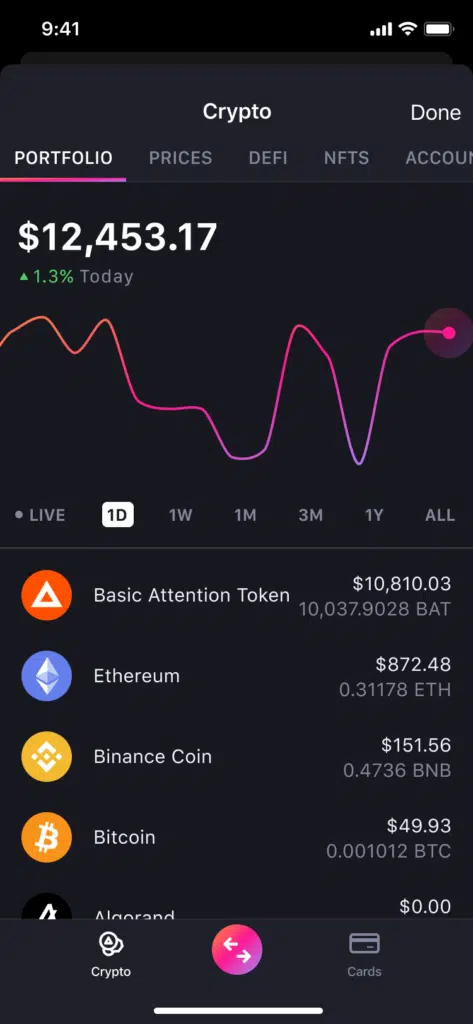 9:41
Crypto
Done
PORTFOLIO PRICES DEFI NFTS ACCOUN
$12,453.17
1.3% Today
LIVE 1D 1W 1M 3M 1Y ALL
Basic Attention Token $10,810.03
10,037.9028 BAT
Ethereum $872.48
0.31178 ETH
Binance Coin $151.56
0.4736 BNB
Bitcoin $49.93
0.001012 BTC
Algorand $0.00
Crypto Cards